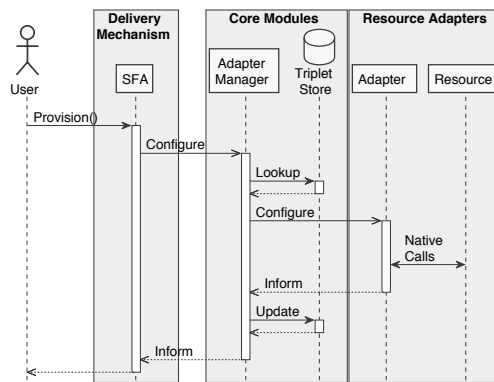 Delivery
Mechanism
Core Modules
Resource Adapters
User
SFA
Adapter
Manager
Triplet
Store
Adapter
Resource
Provision()
Configure
Lookup
Configure
Native
Calls
Inform
Update
Inform